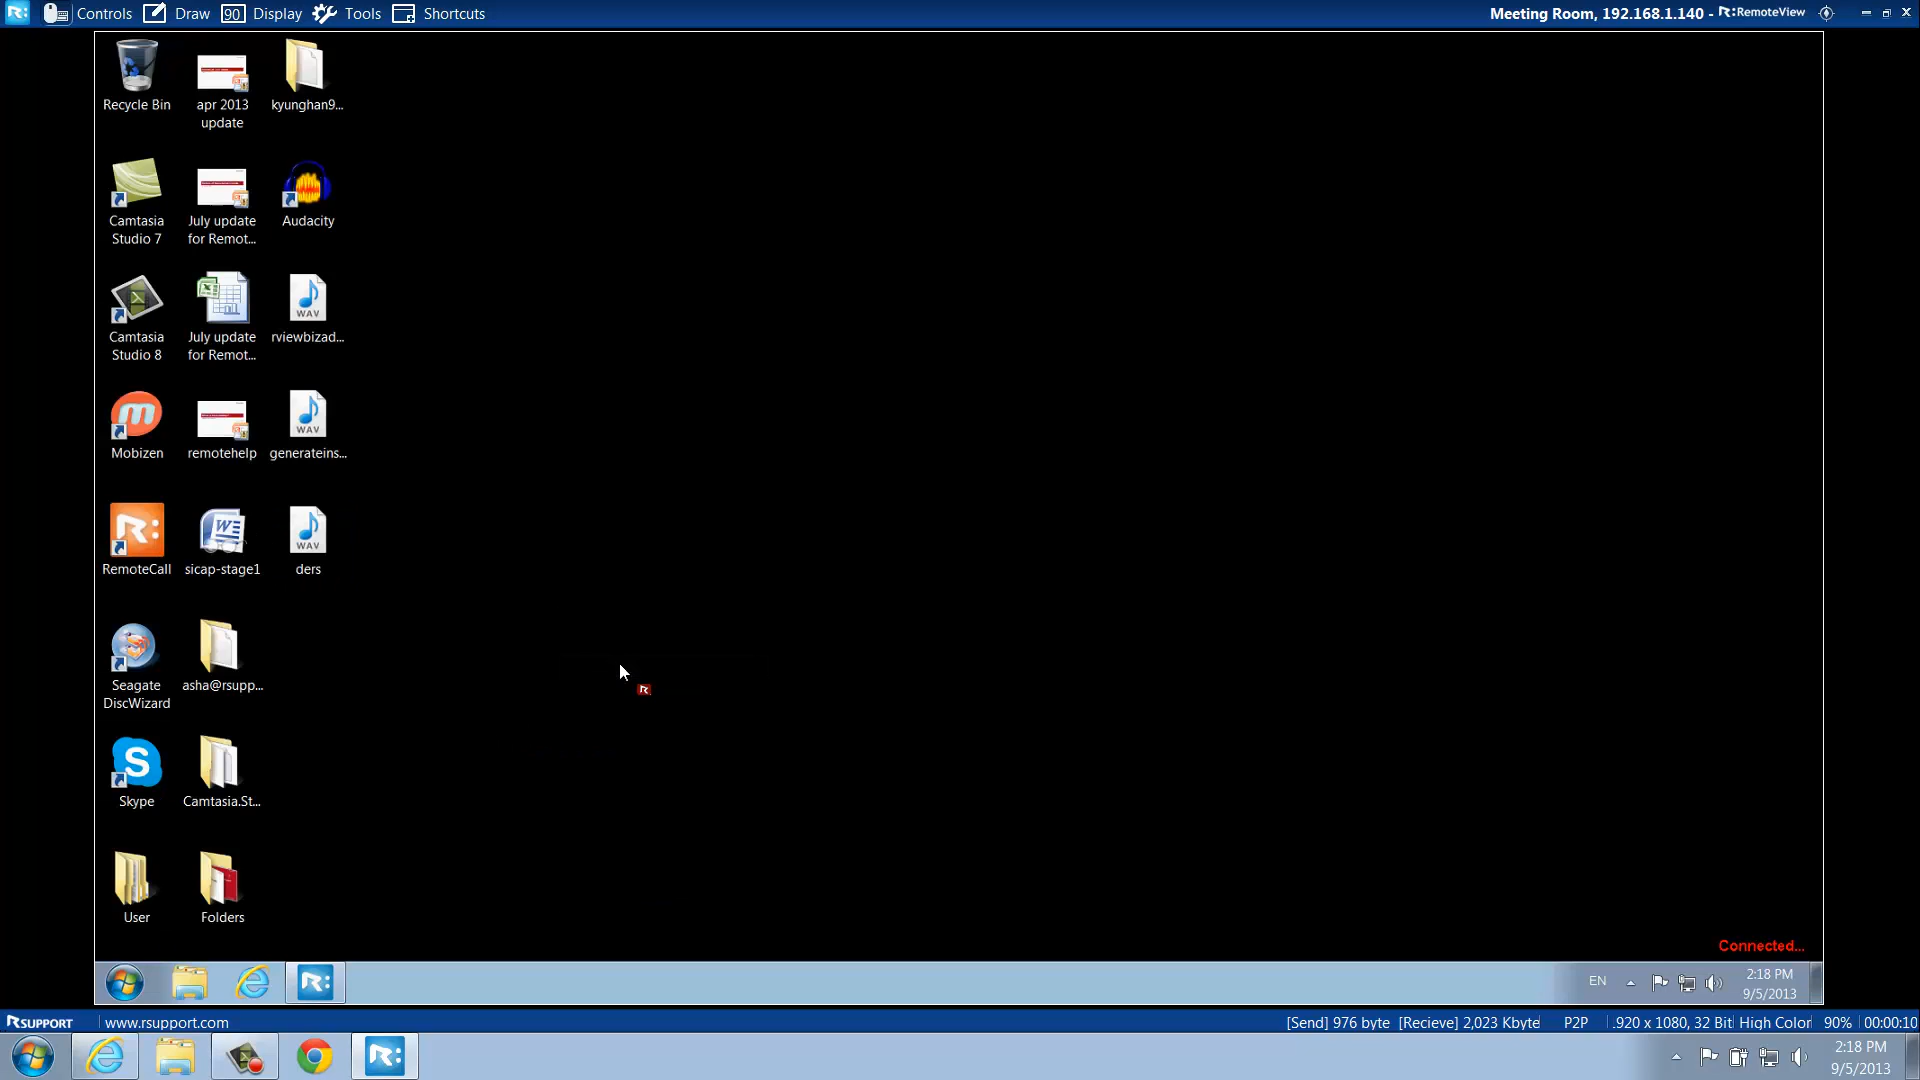 R: Controls Draw 90 Display Tools Shortcuts
Meeting Room, 192.168.1.140 - R:RemoteView
Recycle Bin
apr 2013
update
kyunghan9...
Camtasia
Studio 7
July update
for Remot...
Audacity
Camtasia
Studio 8
July update
for Remot...
WAV
rviewbizad...
m
Mobizen
remotehelp
WAV
generateins...
R:
RemoteCall
W
sicap-stage1
WAV
ders
Seagate
DiscWizard
asha@rsupp...
S
Skype
Camtasia.St...
User
Folders
R
Connected...
R:
EN
2:18 PM
9/5/2013
RSUPPORT
www.rsupport.com
[Send] 976 byte [Recieve] 2,023 Kbyte P2P .920 x 1080, 32 Bit High Color 90% 00:00:10
R:
2:18 PM
9/5/2013